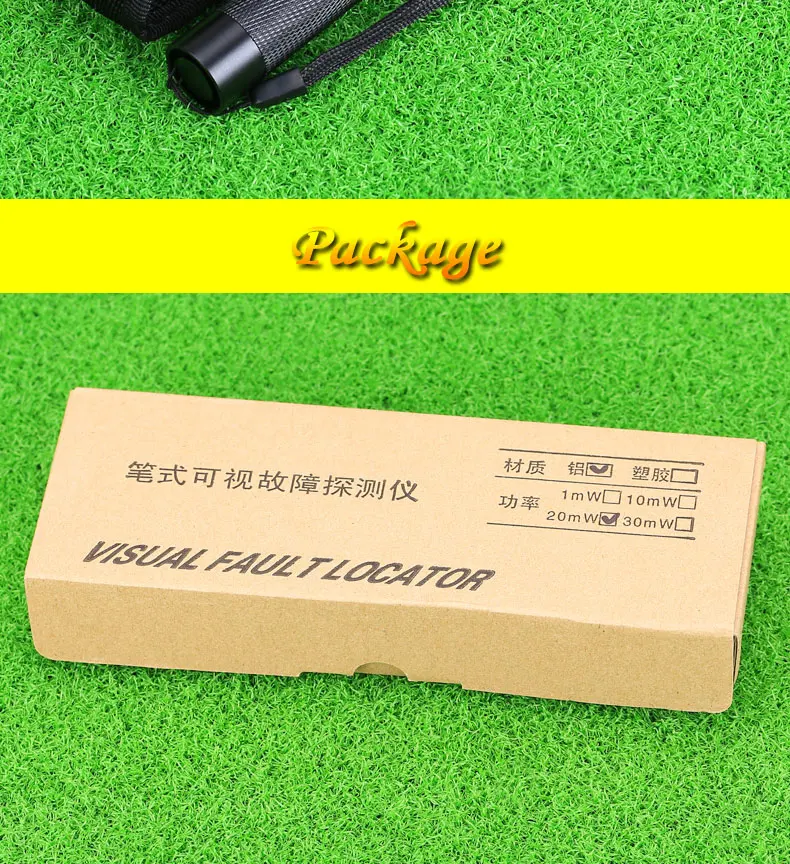 Package
笔式可视故障探测仪
VISUAL FAULT LOCATOR
材质 铝 塑胶
功率 1mW 10mW
20mW 30mW